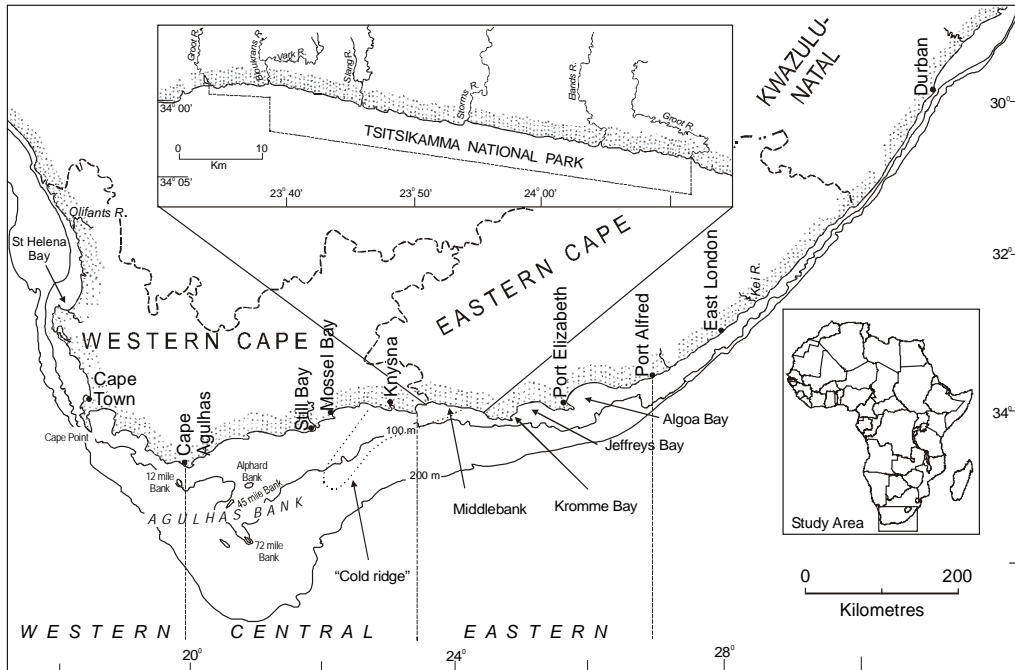 Groot R.
Boukrans R.
Vark R.
Slang R.
Storms R.
Elands R.
Groot R.
34° 00'
0 10
Km
TSITSIKAMMA NATIONAL PARK
34° 05'
23° 40' 23° 50' 24° 00'
KWAZULU-
NATAL
Durban
30°
Olifants R.
St Helena
Bay
32°
EASTERN CAPE
WESTERN CAPE
Kei R.
East London
Port Alfred
Port Elizabeth
Knysna
Mossel Bay
Still Bay
Cape
Town
Cape
Agulhas
34°
Cape Point
Algoa Bay
Jeffreys Bay
100 m
200 m
12 mile
Bank
Alphard
Bank
45 mile Bank
AGULHAS BANK
72 mile
Bank
Middlebank
Kromme Bay
"Cold ridge"
Study Area
0 200
Kilometres
WESTERN CENTRAL EASTERN
20° 24° 28°